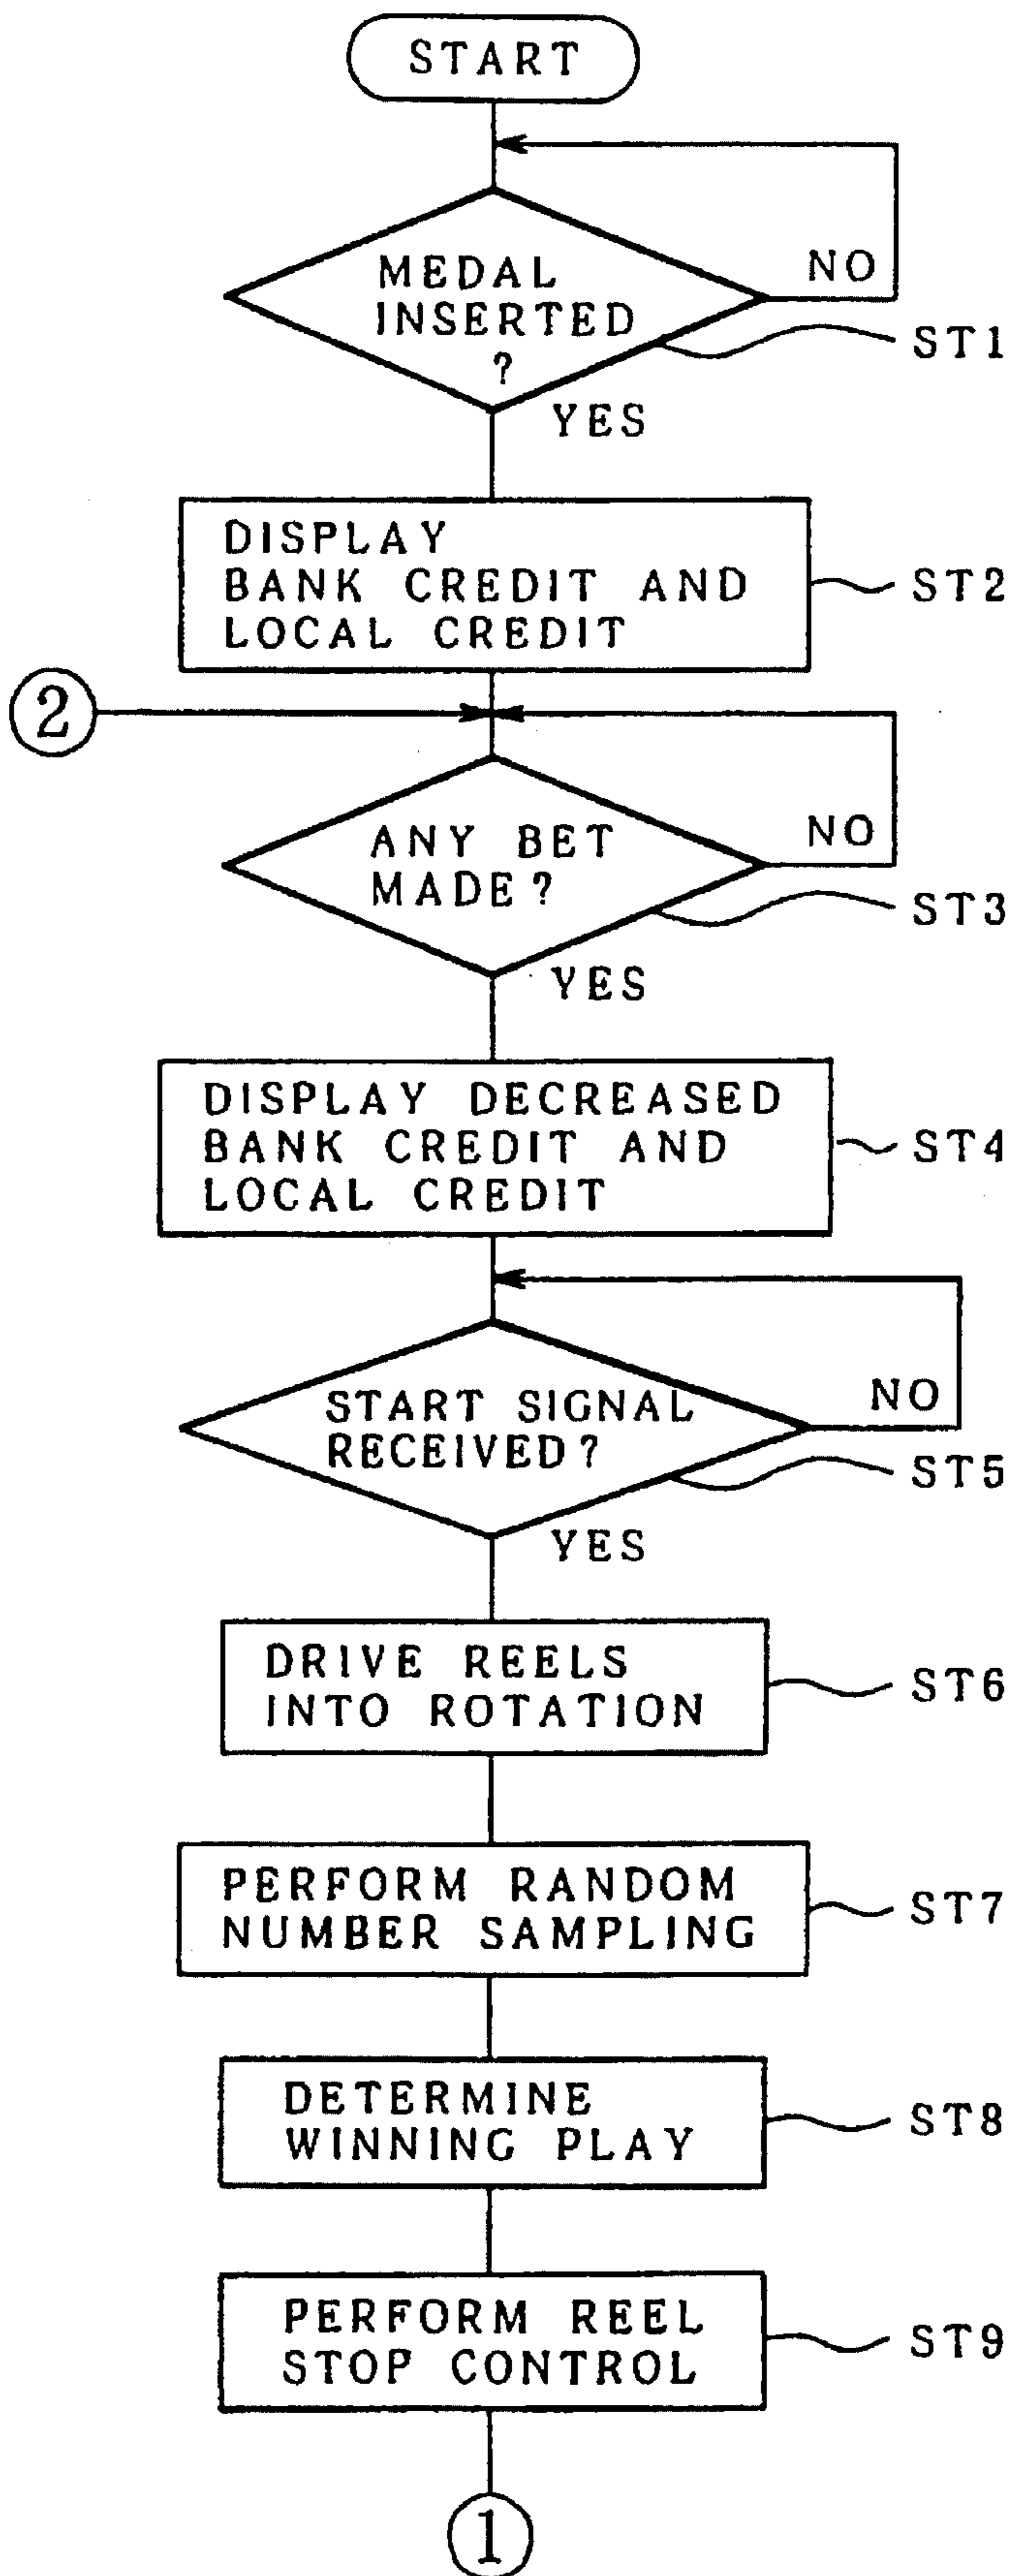 START
MEDAL
INSERTED
?
NO
ST1
YES
DISPLAY
BANK CREDIT AND
LOCAL CREDIT
ST2
2
ANY BET
MADE?
NO
ST3
YES
DISPLAY DECREASED
BANK CREDIT AND
LOCAL CREDIT
ST4
START SIGNAL
RECEIVED?
NO
ST5
YES
DRIVE REELS
INTO ROTATION
ST6
PERFORM RANDOM
NUMBER SAMPLING
ST7
DETERMINE
WINNING PLAY
ST8
PERFORM REEL
STOP CONTROL
ST9
1